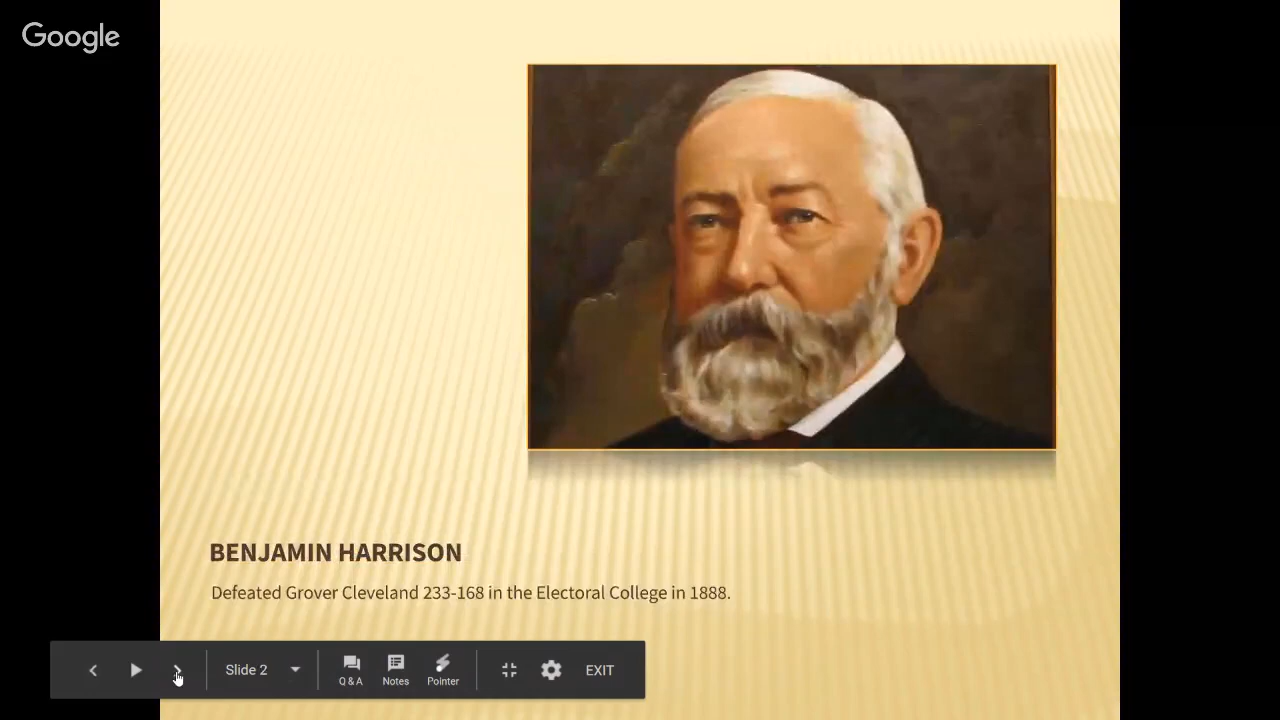 Google
BENJAMIN HARRISON
Defeated Grover Cleveland 233-168 in the Electoral College in 1888.
Slide 2
Q & A
Notes
Pointer
EXIT